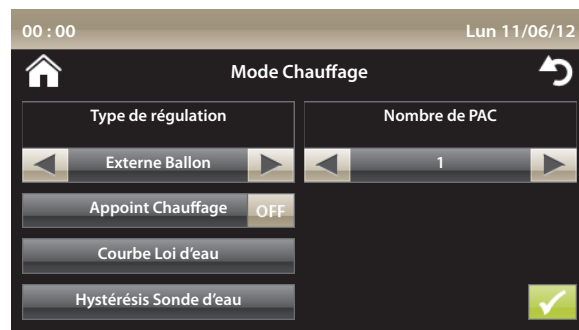 00 : 00 Lun 11/06/12
Mode Chauffage
Type de régulation
Nombre de PAC
Externe Ballon
1
Appoint Chauffage OFF
Courbe Loi d'eau
Hystérésis Sonde d'eau